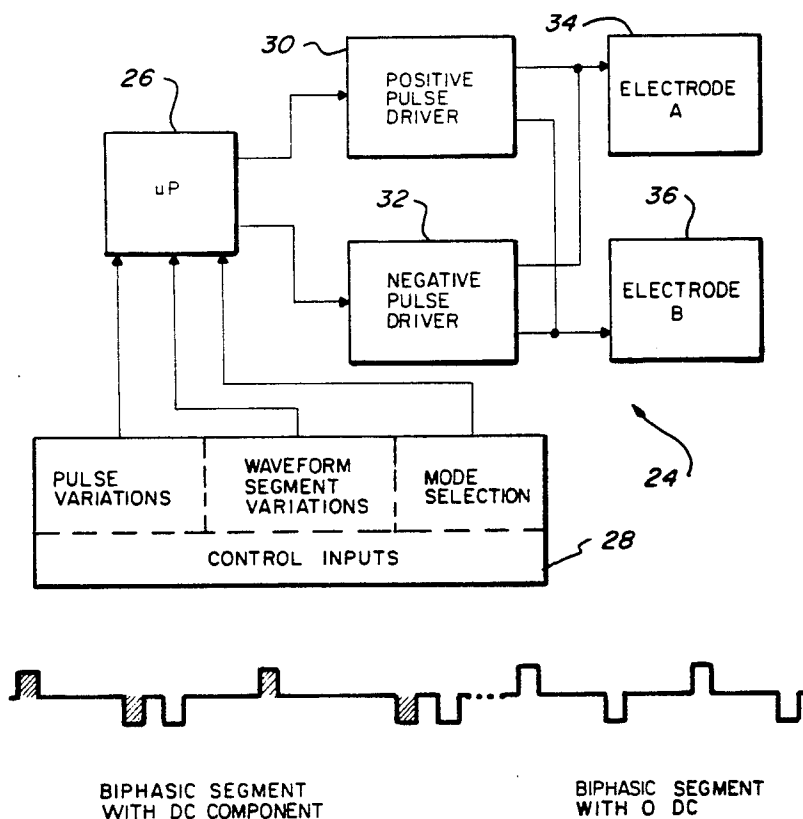 30
34
26
POSITIVE
PULSE
DRIVER
ELECTRODE
A
uP
32
36
NEGATIVE
PULSE
DRIVER
ELECTRODE
B
PULSE
VARIATIONS
WAVEFORM
SEGMENT
VARIATIONS
MODE
SELECTION
24
CONTROL INPUTS
28
BIPHASIC SEGMENT
WITH DC COMPONENT
BIPHASIC SEGMENT
WITH 0 DC